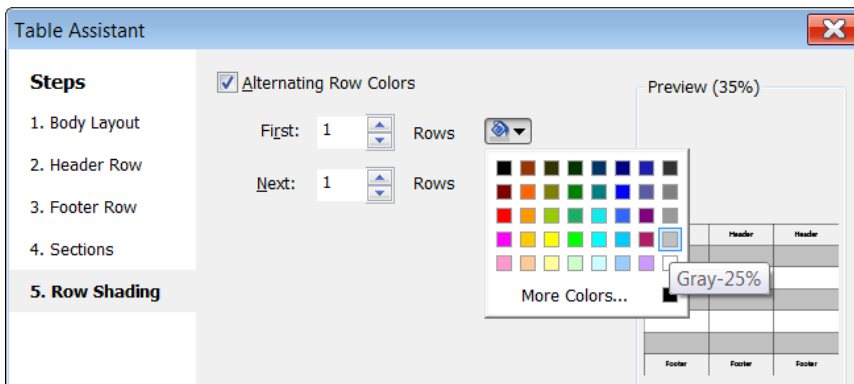 Table Assistant
Steps
1. Body Layout
2. Header Row
3. Footer Row
4. Sections
5. Row Shading
Alternating Row Colors
First: 1 Rows
Next: 1 Rows
More Colors...
Gray-25%
Preview (35%)
Header Header
Footer Footer Footer